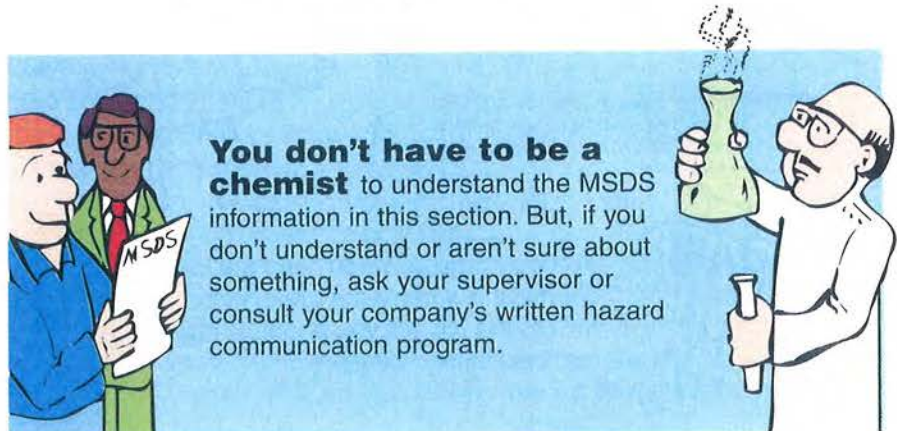 You don't have to be a
chemist to understand the MSDS
information in this section. But, if you
don't understand or aren't sure about
something, ask your supervisor or
consult your company's written hazard
communication program.
MSDS